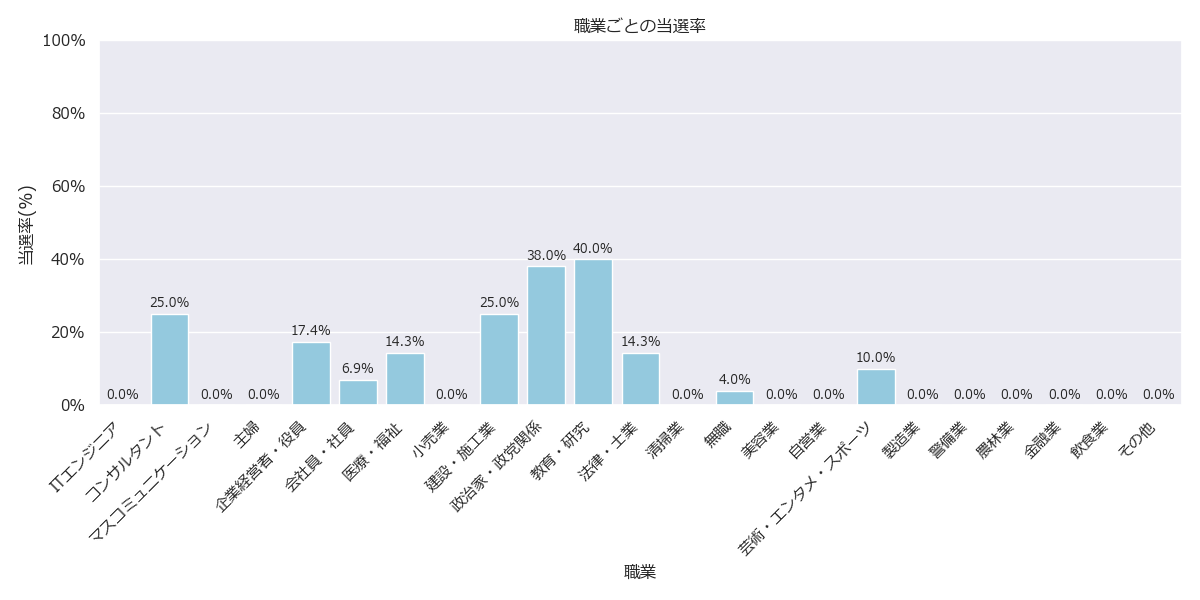 職業ごとの当選率
100%
80%
60%
40%
20%
0%
当選率(%)
0.0%
25.0%
0.0%
0.0%
17.4%
6.9%
14.3%
0.0%
25.0%
38.0%
40.0%
14.3%
0.0%
4.0%
0.0%
0.0%
10.0%
0.0%
0.0%
0.0%
0.0%
0.0%
0.0%
ITエンジニア
コンサルタント
マスコミュニケーション
主婦
企業経営者・役員
会社員・社員
医療・福祉
小売業
建設・施工業
政治家・政党関係
教育・研究
法律・士業
清掃業
無職
美容業
自営業
芸術・エンタメ・スポーツ
製造業
警備業
農林業
金融業
飲食業
その他
職業